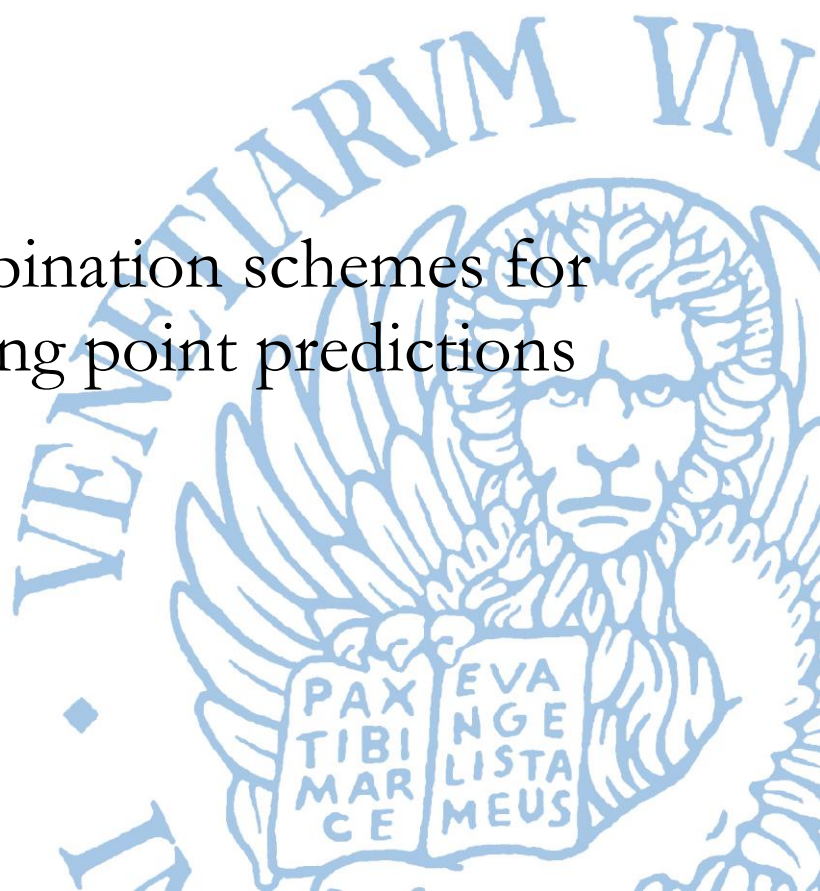 VENETIARVM VN
bination schemes for
ng point predictions
PAX
TIBI
MAR
CE
EVA
NGE
LISTA
MEUS